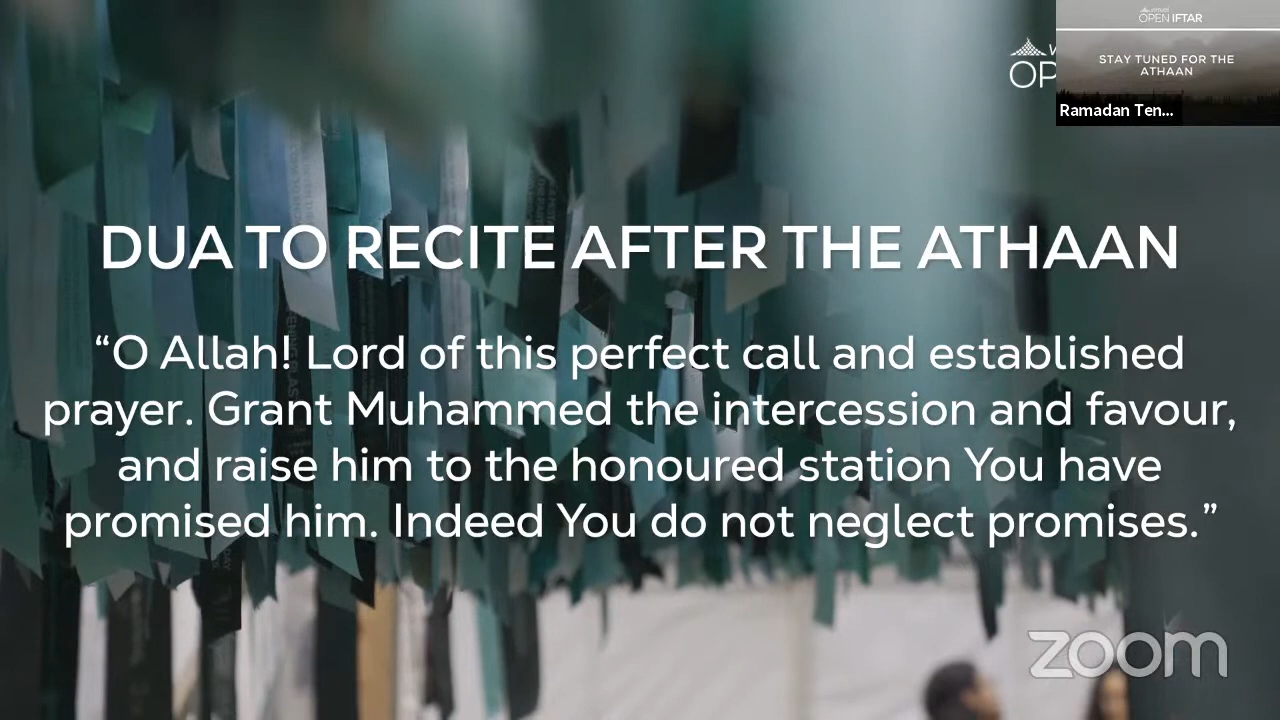 VIRTUAL
OPEN IFTAR
STAY TUNED FOR THE
ATHAAN
Ramadan Ten...
OP
DUA TO RECITE AFTER THE ATHAAN
“O Allah! Lord of this perfect call and established
prayer. Grant Muhammed the intercession and favour,
and raise him to the honoured station You have
promised him. Indeed You do not neglect promises.”
zoom